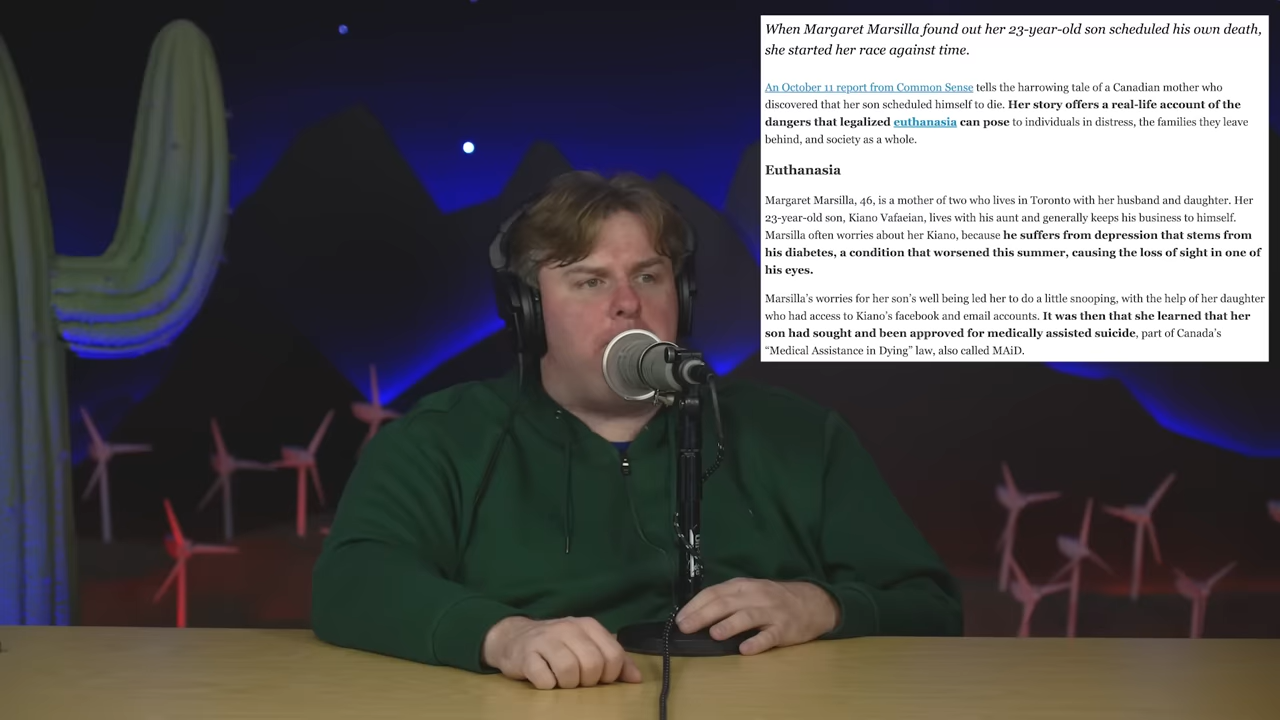 When Margaret Marsilla found out her 23-year-old son scheduled his own death,
she started her race against time.
An October 11 report from Common Sense tells the harrowing tale of a Canadian mother who
discovered that her son scheduled himself to die. Her story offers a real-life account of the
dangers that legalized euthanasia can pose to individuals in distress, the families they leave
behind, and society as a whole.
Euthanasia
Margaret Marsilla, 46, is a mother of two who lives in Toronto with her husband and daughter. Her
23-year-old son, Kiano Vafaeian, lives with his aunt and generally keeps his business to himself.
Marsilla often worries about her Kiano, because he suffers from depression that stems from
his diabetes, a condition that worsened this summer, causing the loss of sight in one of
his eyes.
Marsilla's worries for her son's well being led her to do a little snooping, with the help of her daughter
who had access to Kiano's facebook and email accounts. It was then that she learned that her
son had sought and been approved for medically assisted suicide, part of Canada's
“Medical Assistance in Dying” law, also called MAiD.